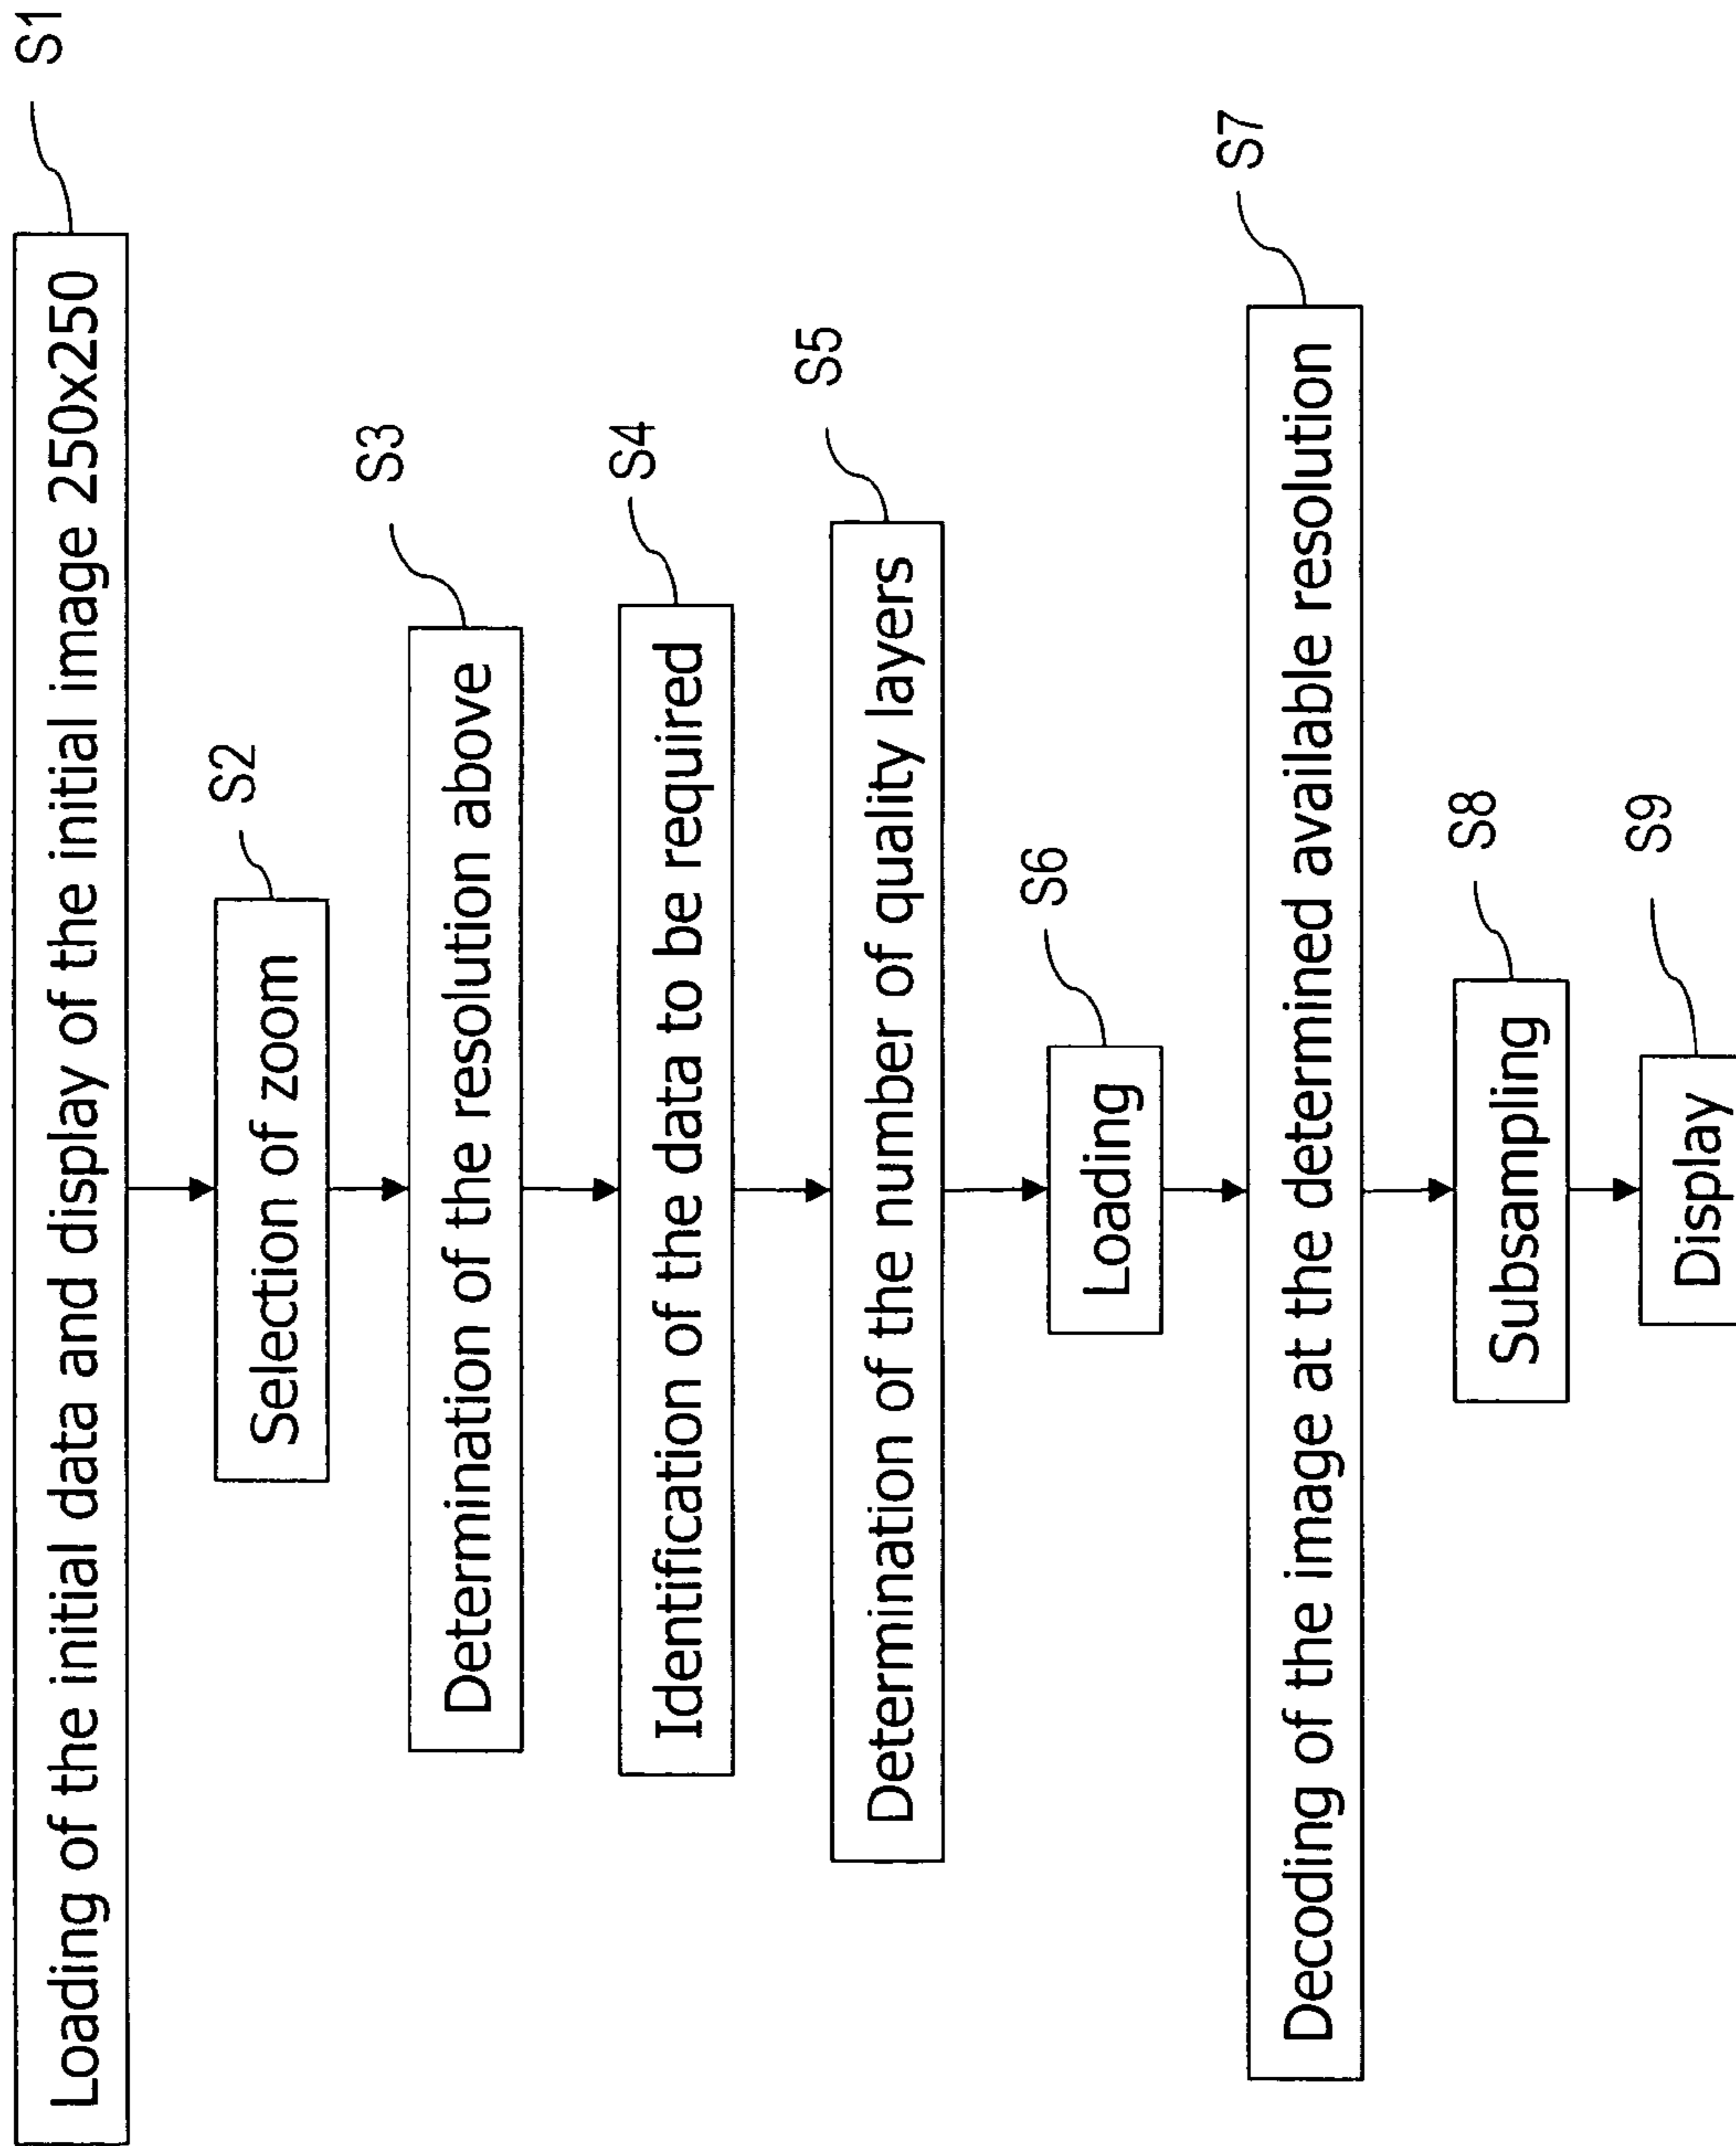 Loading of the initial data and display of the initial image 250x250
S1
Selection of zoom
S2
Determination of the resolution above
S3
Identification of the data to be required
S4
Determination of the number of quality layers
S5
Loading
S6
Decoding of the image at the determined available resolution
S7
Subsampling
S8
Display
S9